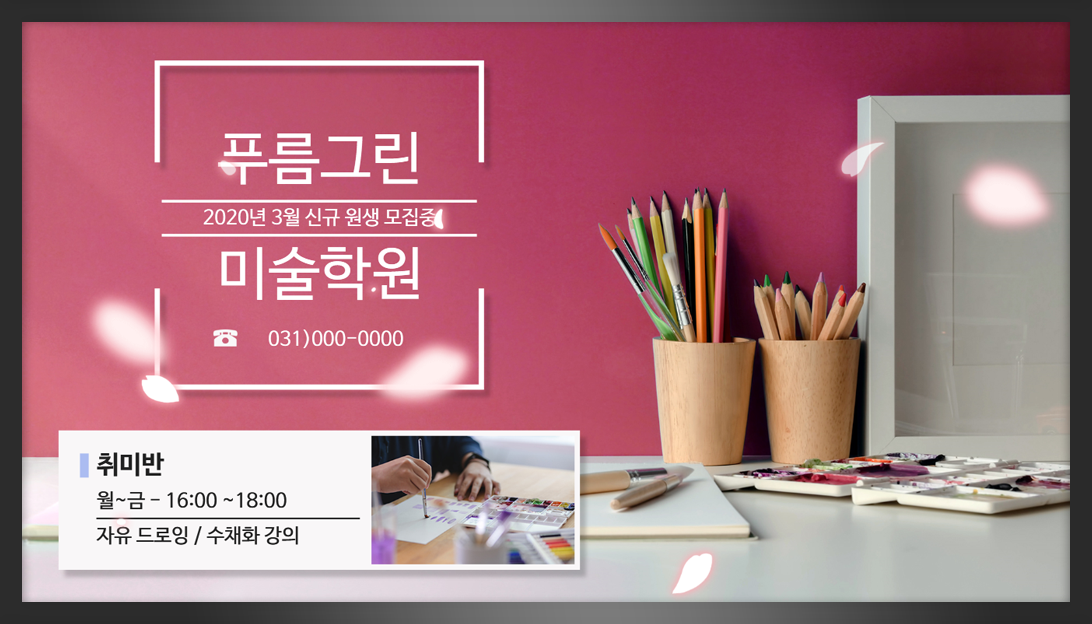 푸름그린
2020년 3월 신규 원생 모집중
미술학원
☎ 031)000-0000
취미반
월~금 - 16:00 ~18:00
자유 드로잉 / 수채화 강의